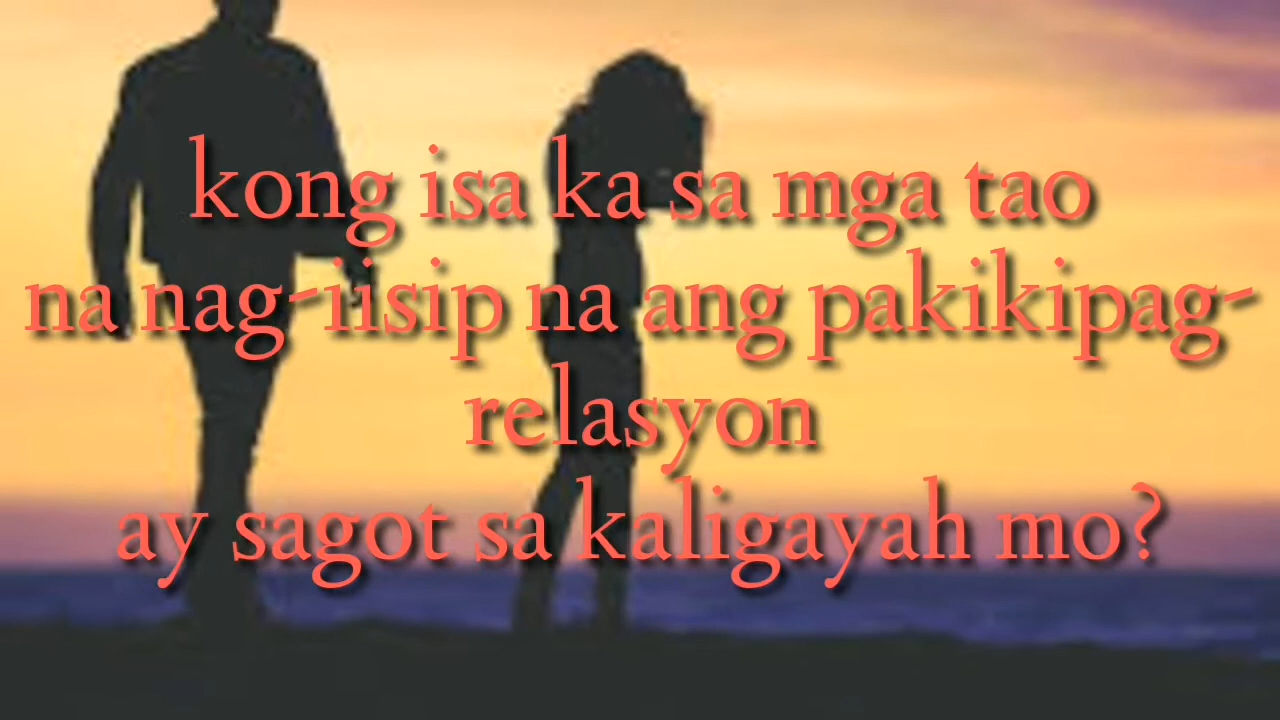 kong isa ka sa mga tao
na nag-iisip na ang pakikipag-
relasyon
ay sagot sa kaligayah mo?